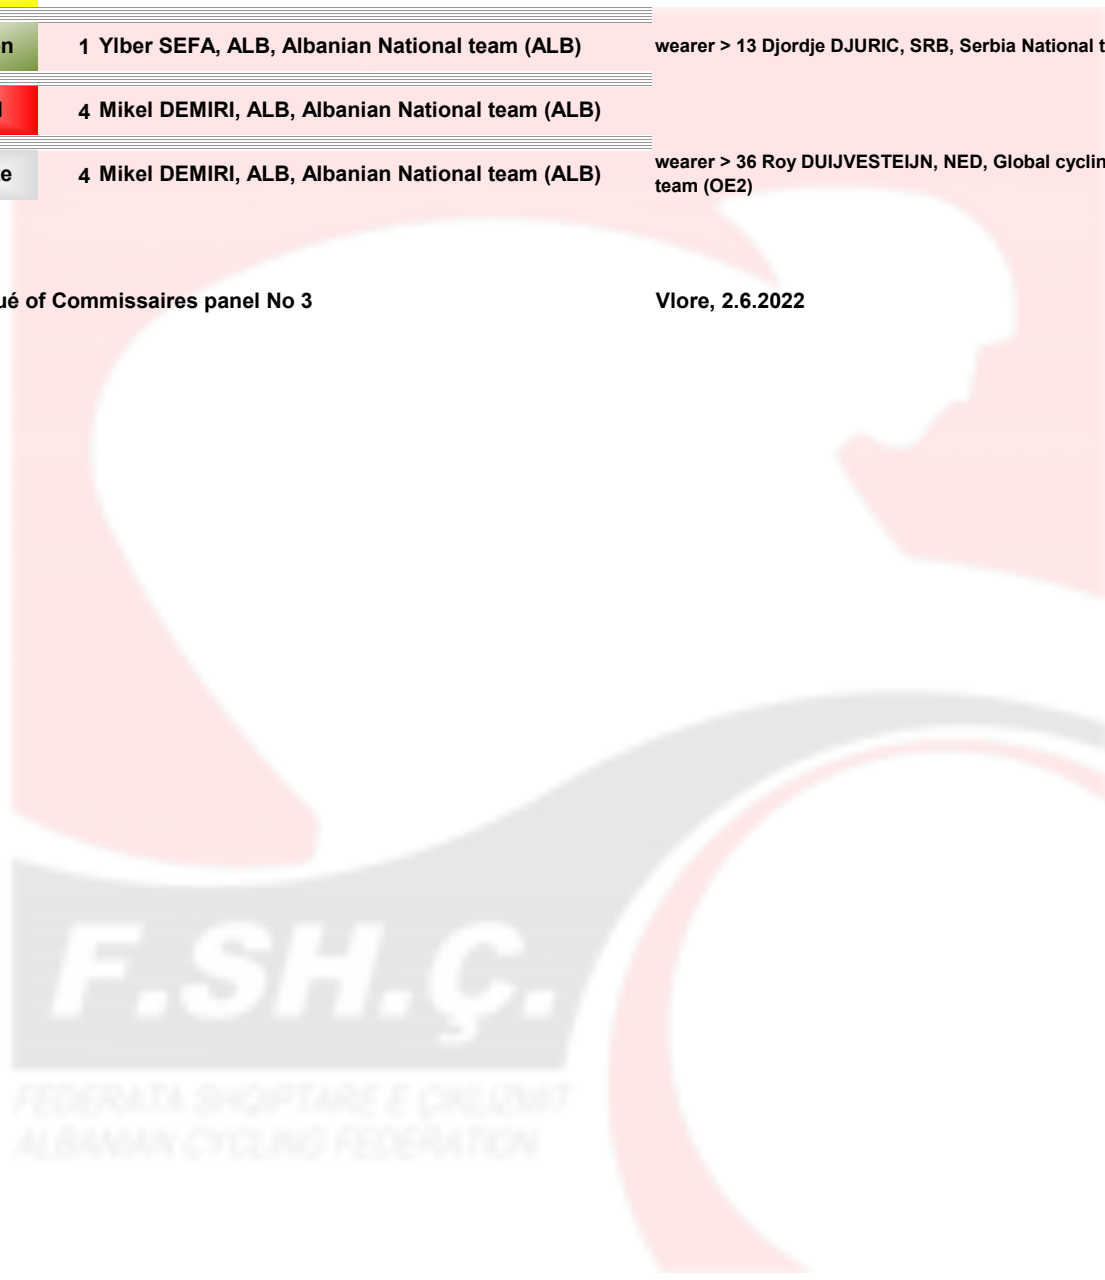 n 1 Ylber SEFA, ALB, Albanian National team (ALB) wearer > 13 Djordje DJURIC, SRB, Serbia National t
4 Mikel DEMIRI, ALB, Albanian National team (ALB)
e 4 Mikel DEMIRI, ALB, Albanian National team (ALB) wearer > 36 Roy DUIJVESTEIJN, NED, Global cyclin
team (OE2)
ué of Commissaires panel No 3 Vlore, 2.6.2022
F.SH.Ç.
FEDERATA SHQIPTARE E ÇIKLIZMIT
ALBANIAN CYCLING FEDERATION